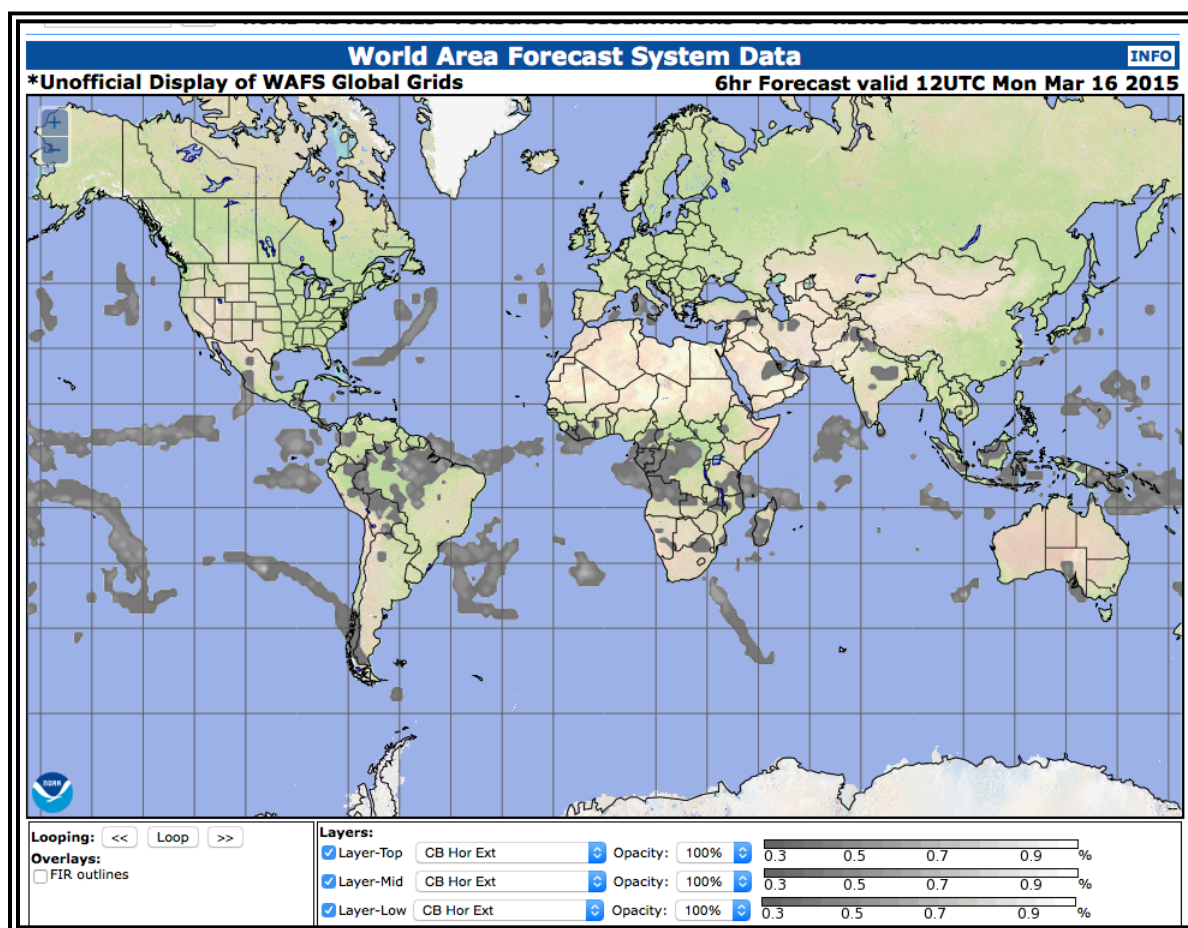 World Area Forecast System Data
INFO
*Unofficial Display of WAFS Global Grids
6hr Forecast valid 12UTC Mon Mar 16 2015
+
NOAA
Looping: << Loop >>
Overlays:
FIR outlines
Layers:
Layer-Top CB Hor Ext Opacity: 100% 0.3 0.5 0.7 0.9 %
Layer-Mid CB Hor Ext Opacity: 100% 0.3 0.5 0.7 0.9 %
Layer-Low CB Hor Ext Opacity: 100% 0.3 0.5 0.7 0.9 %